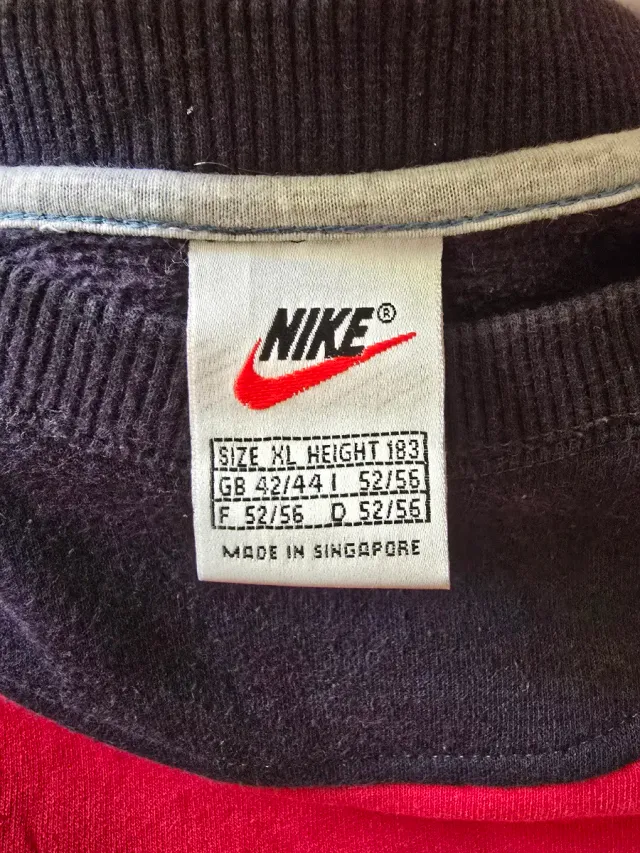 NIKE®
SIZE XL HEIGHT 183
GB 42/44 I 52/56
F 52/56 D 52/56
MADE IN SINGAPORE